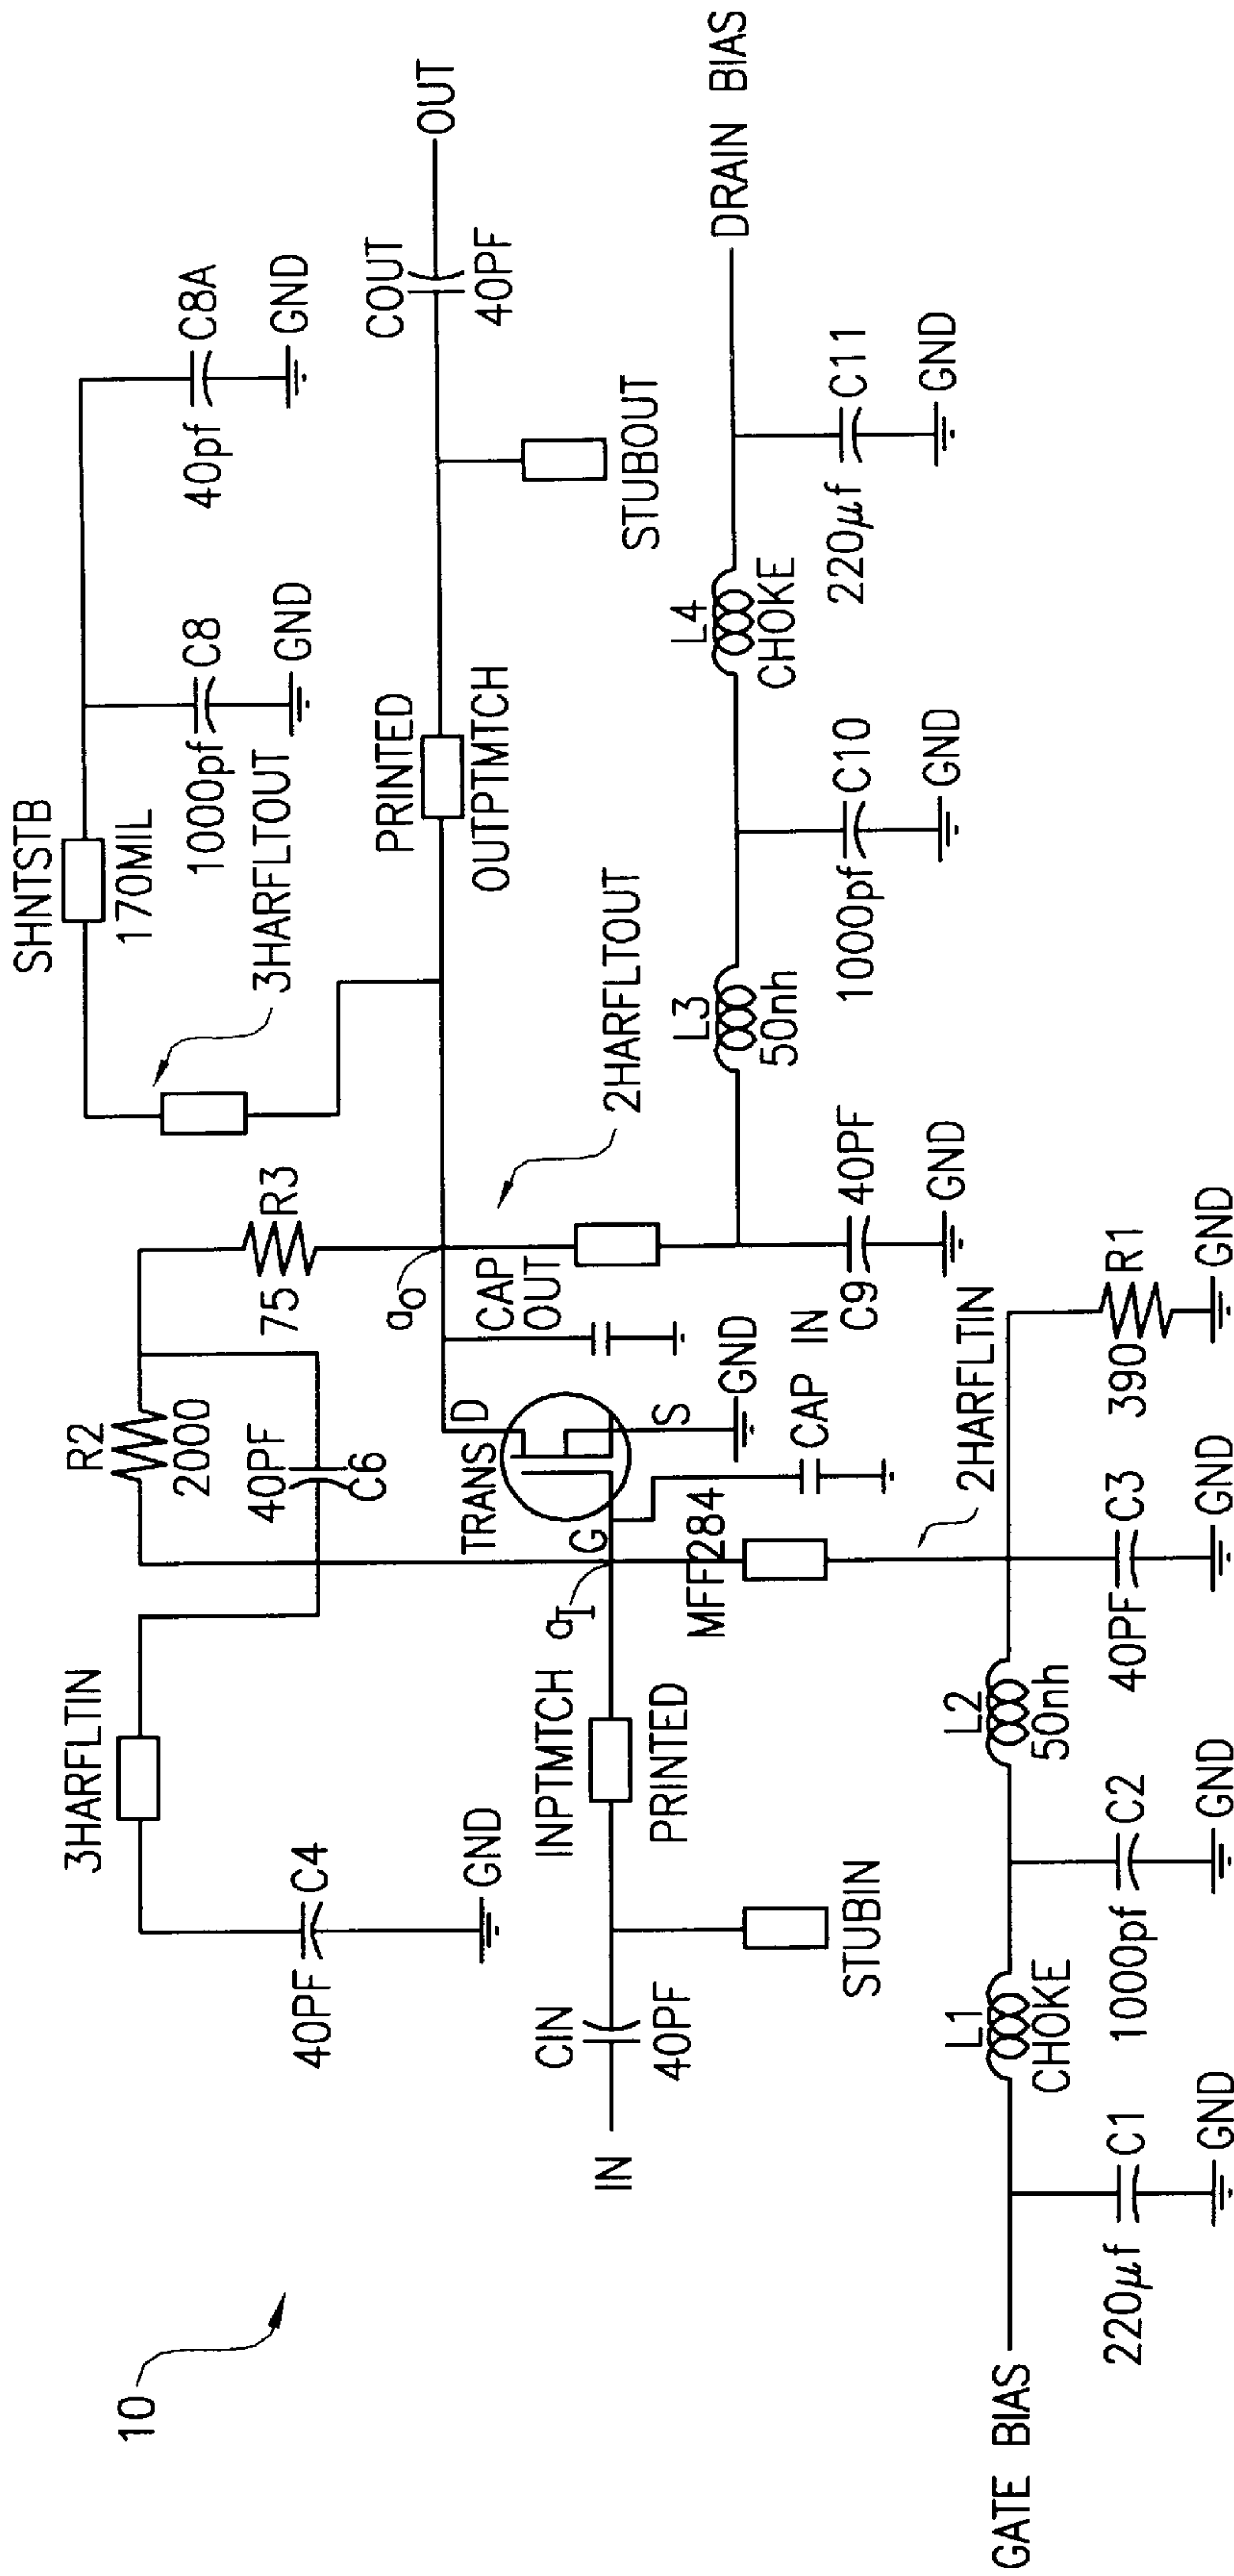 10
SHNTSTB
170MIL
3HARFLTOUT
1000pf
C8
GND
40pf
C8A
GND
3HARFLTIN
40PF
C4
GND
R2
2000
40PF
C6
75
R3
PRINTED
OUTPTMTCH
COUT
40PF
OUT
STUBOUT
aO
CAP
OUT
2HARFLTOUT
TRANS
D
G
S
GND
MFF284
CAP IN
IN
CIN
40PF
STUBIN
INPTMTCH
PRINTED
aI
L3
50nh
L4
CHOKE
DRAIN BIAS
C9
40PF
GND
1000pf
C10
GND
220μf
C11
GND
2HARFLTIN
GATE BIAS
L1
CHOKE
L2
50nh
220μf
C1
GND
1000pf
C2
GND
40PF
C3
GND
390
R1
GND